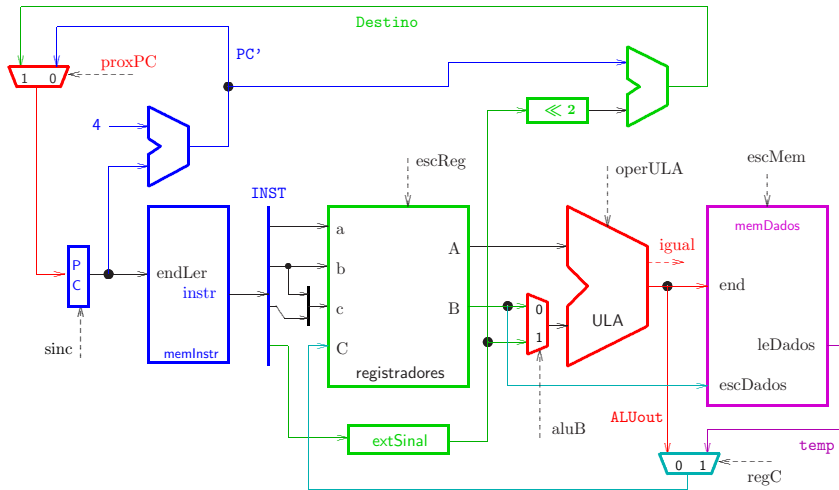 Destino
proxPC
PC'
1 0
4
≪ 2
escReg
operULA
escMem
INST
a
b
c
C
A
B
registradores
P
C
endLer
instr
memInstr
sinc
0
1
ULA
igual
memDados
end
leDados
escDados
extSinal
aluB
ALUout
temp
0 1
regC